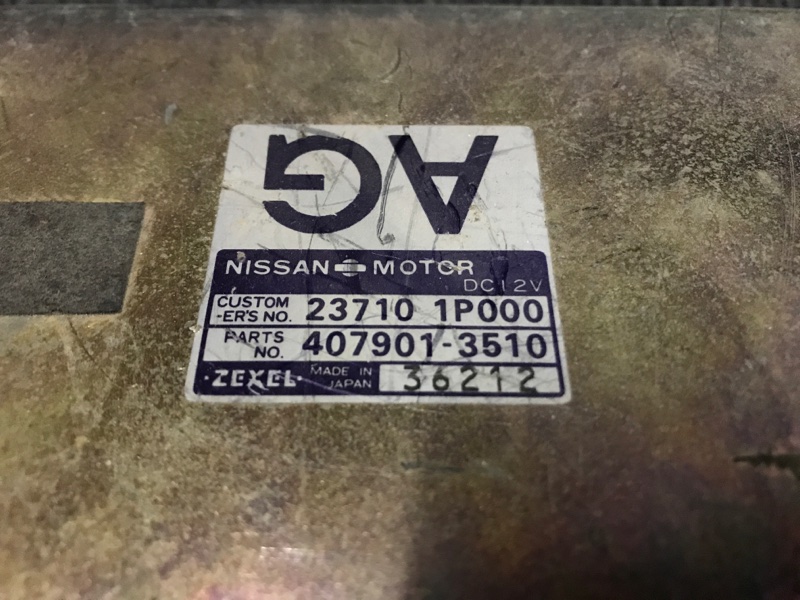 AG
NISSAN MOTOR
DC12V
CUSTOM
-ER'S NO. 23710 1P000
PARTS
NO. 407901-3510
·ZEXEL· MADE IN
JAPAN 36212